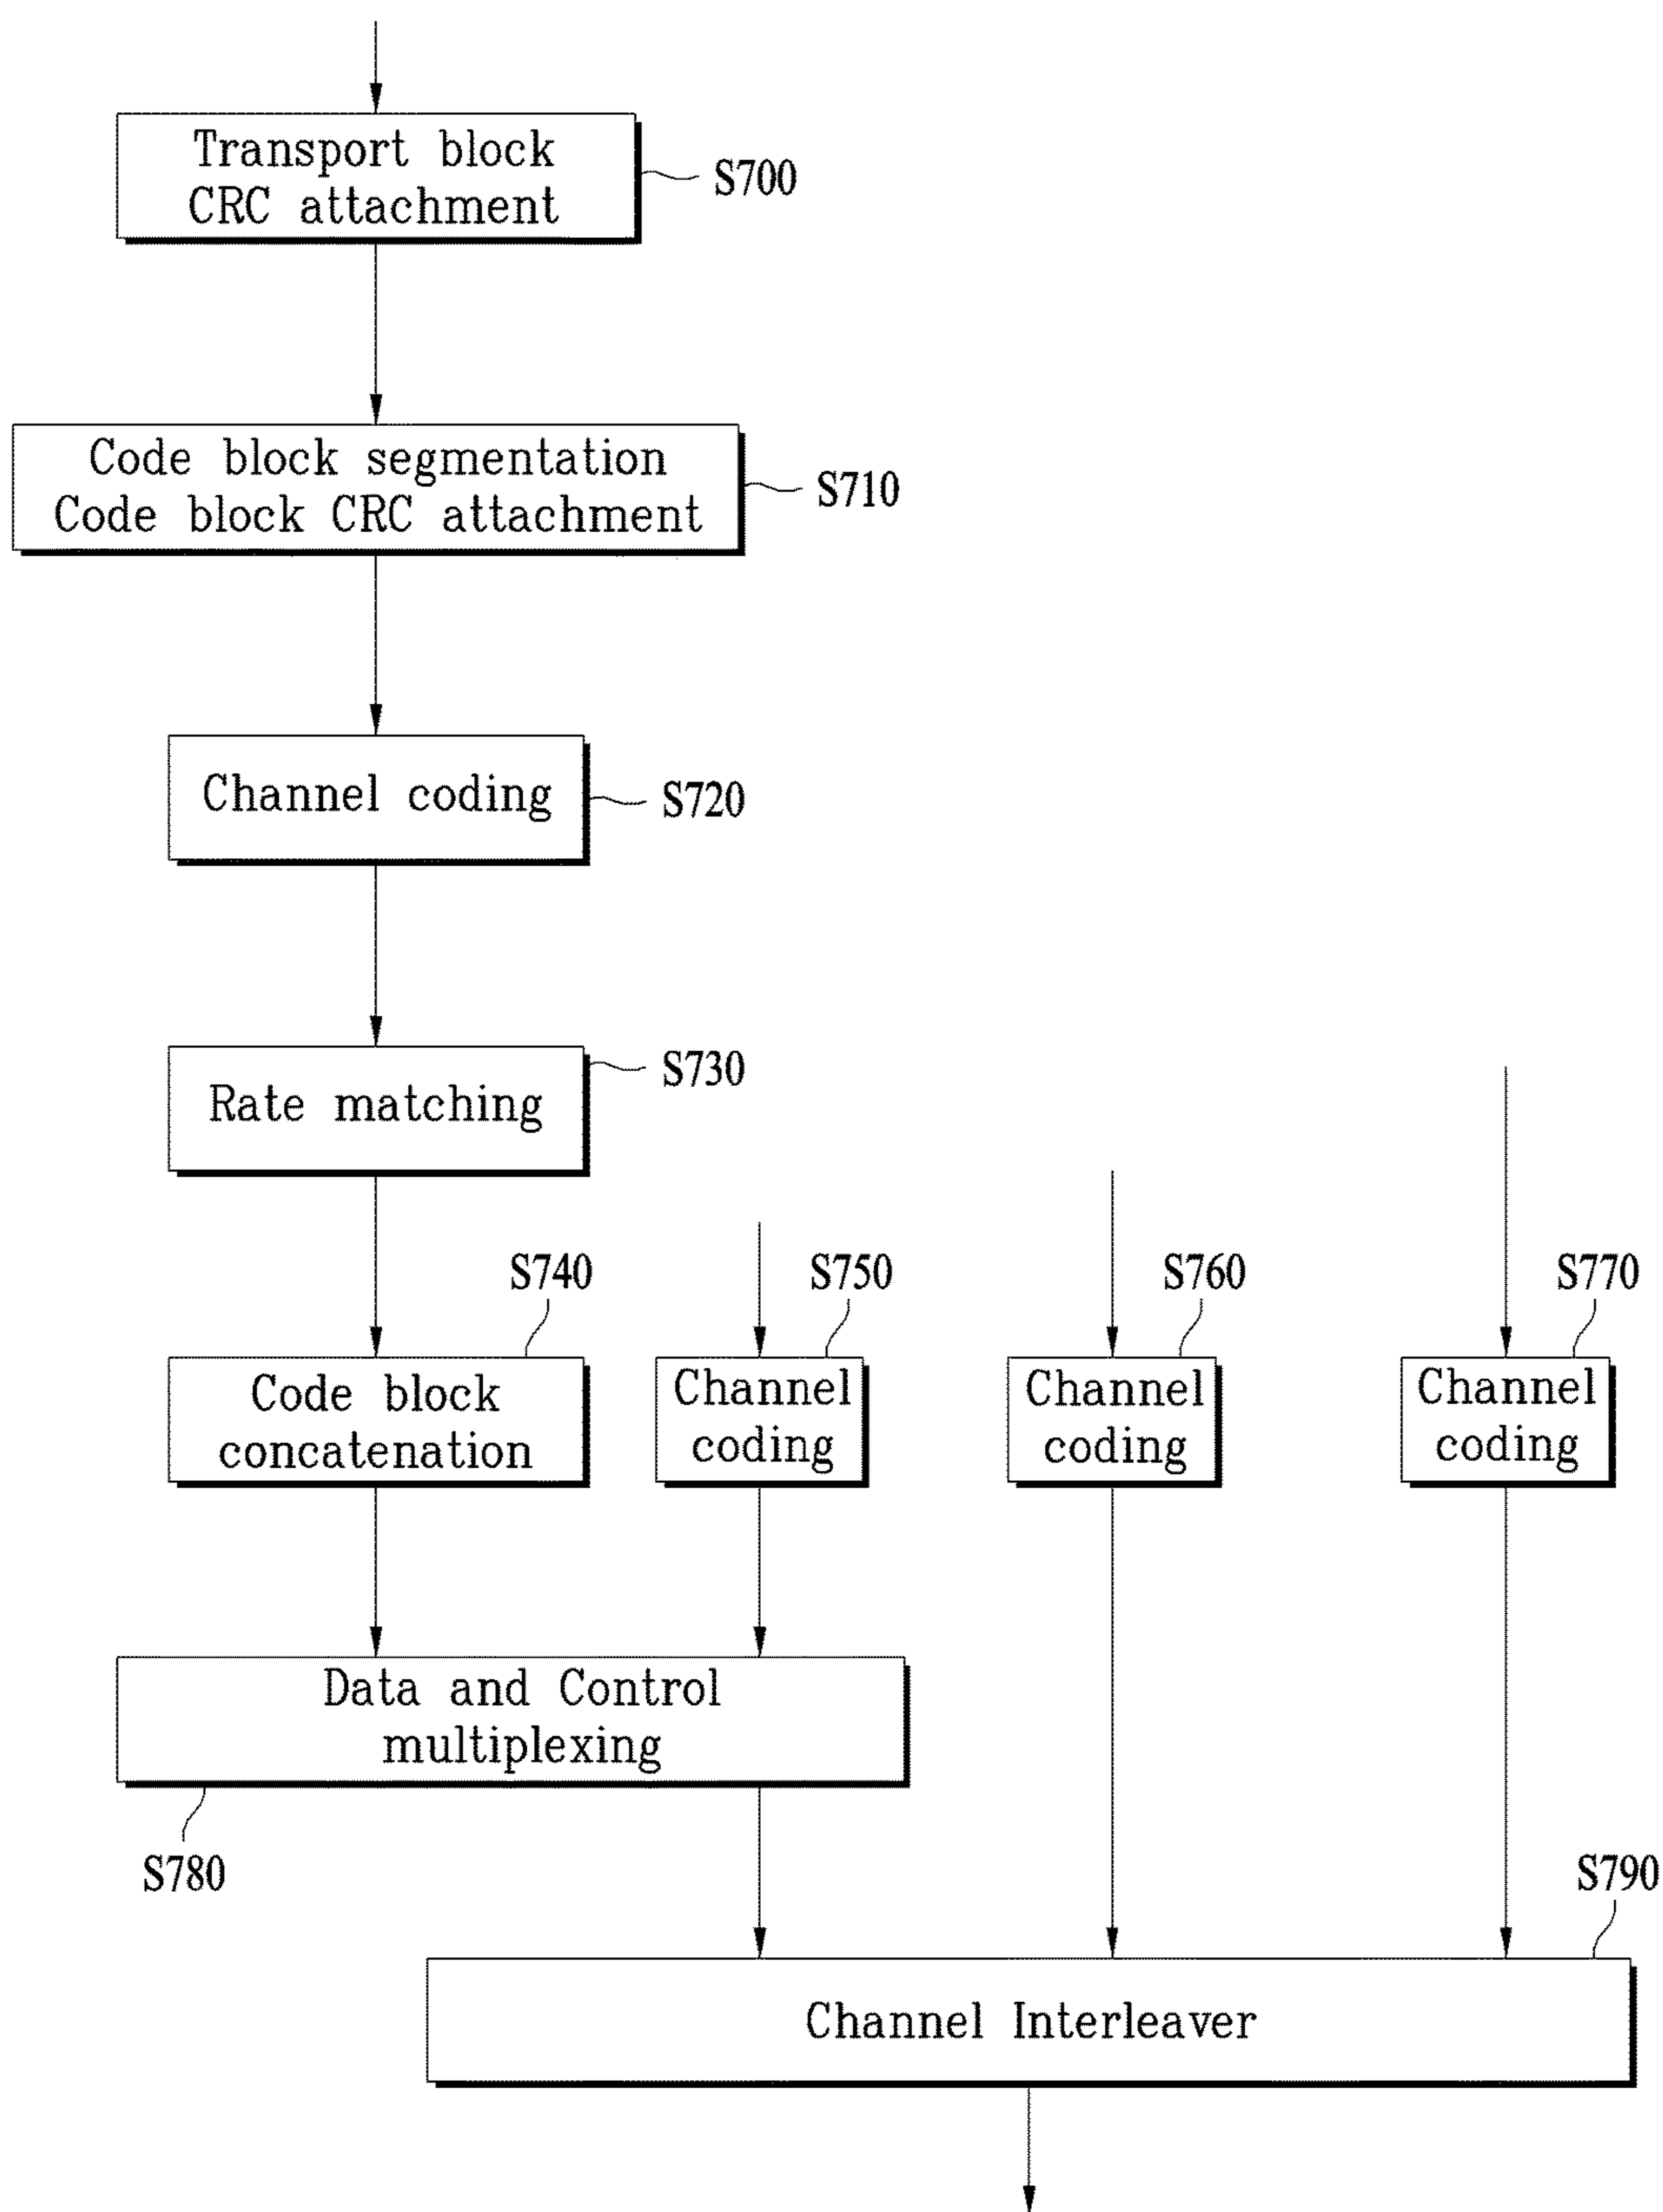 Transport block
CRC attachment
S700
Code block segmentation
Code block CRC attachment
S710
Channel coding
S720
Rate matching
S730
S740
S750
S760
S770
Code block
concatenation
Channel
coding
Channel
coding
Channel
coding
Data and Control
multiplexing
S780
S790
Channel Interleaver